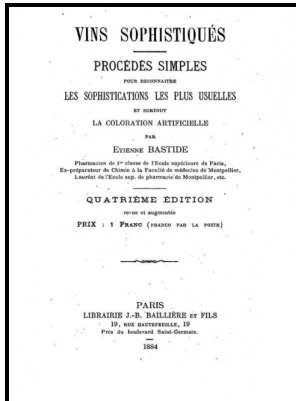 VINS SOPHISTIQUÉS
PROCÉDÉS SIMPLES
POUR RECONNAITRE
LES SOPHISTICATIONS LES PLUS USUELLES
ET SURTOUT
LA COLORATION ARTIFICIELLE
PAR
ETIENNE BASTIDE
Pharmacien de 1re classe de l'Ecole supérieure de Paris,
Ex-préparateur de Chimie à la Faculté de médecine de Montpellier,
Lauréat de l'Ecole sup. de pharmacie de Montpellier, etc.
QUATRIÈME ÉDITION
revue et augmentée
PRIX : 1 FRANC (FRANCO PAR LA POSTE)
PARIS
LIBRAIRIE J.-B. BAILLIÈRE ET FILS
19, RUE HAUTEFEUILLE, 19
Près du boulevard Saint-Germain.
1884